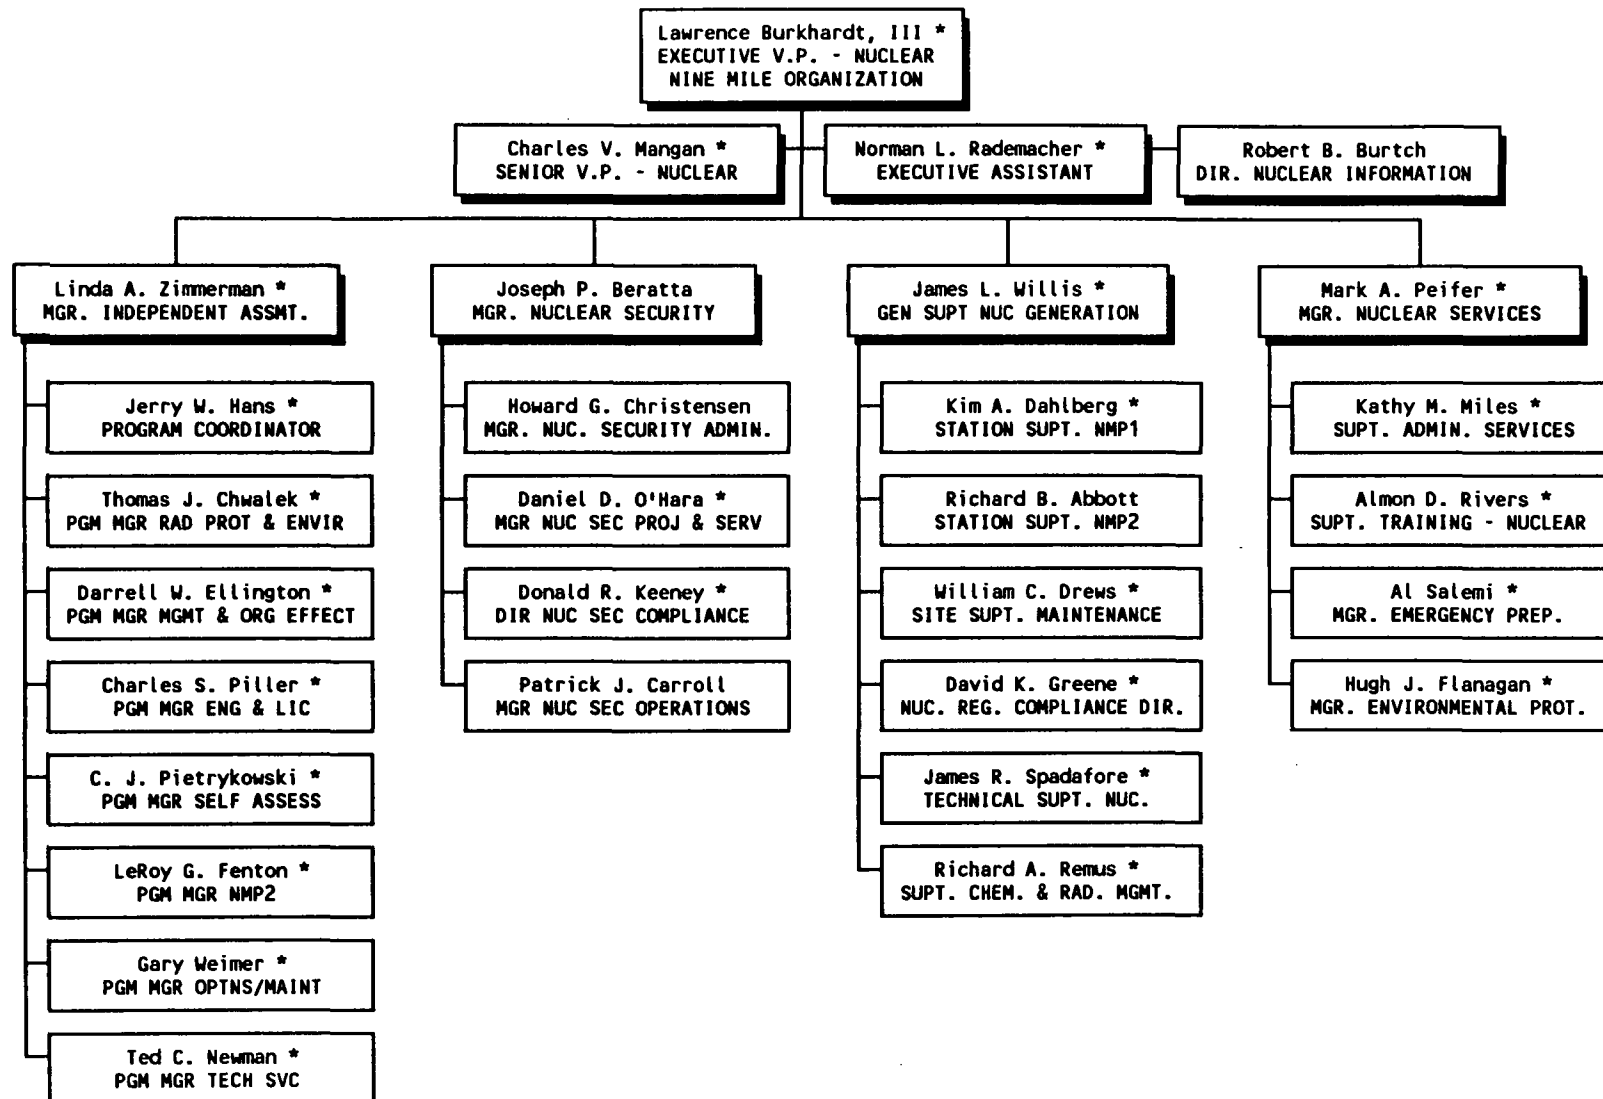 Lawrence Burkhardt, III *
EXECUTIVE V.P. - NUCLEAR
NINE MILE ORGANIZATION
Charles V. Mangan *
SENIOR V.P. - NUCLEAR
Norman L. Rademacher *
EXECUTIVE ASSISTANT
Robert B. Burtch
DIR. NUCLEAR INFORMATION
Linda A. Zimmerman *
MGR. INDEPENDENT ASSMT.
Jerry W. Hans *
PROGRAM COORDINATOR
Thomas J. Chwalek *
PGM MGR RAD PROT & ENVIR
Darrell W. Ellington *
PGM MGR MGMT & ORG EFFECT
Charles S. Piller *
PGM MGR ENG & LIC
C. J. Pietrykowski *
PGM MGR SELF ASSESS
LeRoy G. Fenton *
PGM MGR NMP2
Gary Weimer *
PGM MGR OPTNS/MAINT
Ted C. Newman *
PGM MGR TECH SVC
Joseph P. Beratta
MGR. NUCLEAR SECURITY
Howard G. Christensen
MGR. NUC. SECURITY ADMIN.
Daniel D. O'Hara *
MGR NUC SEC PROJ & SERV
Donald R. Keeney *
DIR NUC SEC COMPLIANCE
Patrick J. Carroll
MGR NUC SEC OPERATIONS
James L. Willis *
GEN SUPT NUC GENERATION
Kim A. Dahlberg *
STATION SUPT. NMP1
Richard B. Abbott
STATION SUPT. NMP2
William C. Drews *
SITE SUPT. MAINTENANCE
David K. Greene *
NUC. REG. COMPLIANCE DIR.
James R. Spadafore *
TECHNICAL SUPT. NUC.
Richard A. Remus *
SUPT. CHEM. & RAD. MGMT.
Mark A. Peifer *
MGR. NUCLEAR SERVICES
Kathy M. Miles *
SUPT. ADMIN. SERVICES
Almon D. Rivers *
SUPT. TRAINING - NUCLEAR
Al Salemi *
MGR. EMERGENCY PREP.
Hugh J. Flanagan *
MGR. ENVIRONMENTAL PROT.